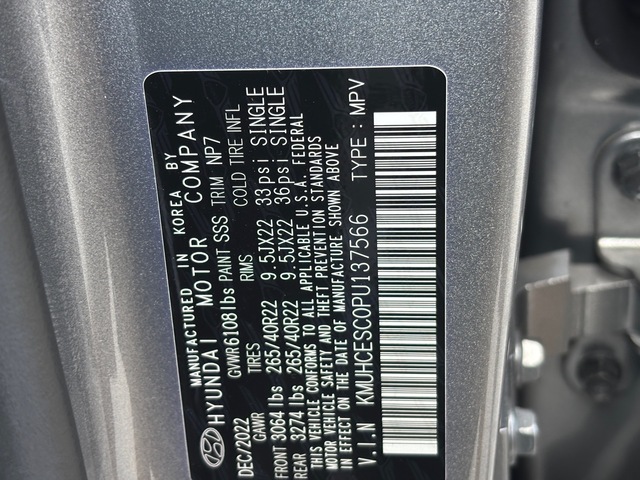 MANUFACTURED IN KOREA BY
HYUNDAI MOTOR COMPANY
DEC/2022 GVWR 6108 lbs PAINT SSS TRIM NP7
GAWR TIRES RIMS COLD TIRE INFL
FRONT 3064 lbs 265/40R22 9.5JX22 33psi SINGLE
REAR 3274 lbs 265/40R22 9.5JX22 36psi SINGLE
THIS VEHICLE CONFORMS TO ALL APPLICABLE U.S.A. FEDERAL
MOTOR VEHICLE SAFETY AND THEFT PREVENTION STANDARDS
IN EFFECT ON THE DATE OF MANUFACTURE SHOWN ABOVE
V.I.N KMUHCESC0PU137566 TYPE : MPV